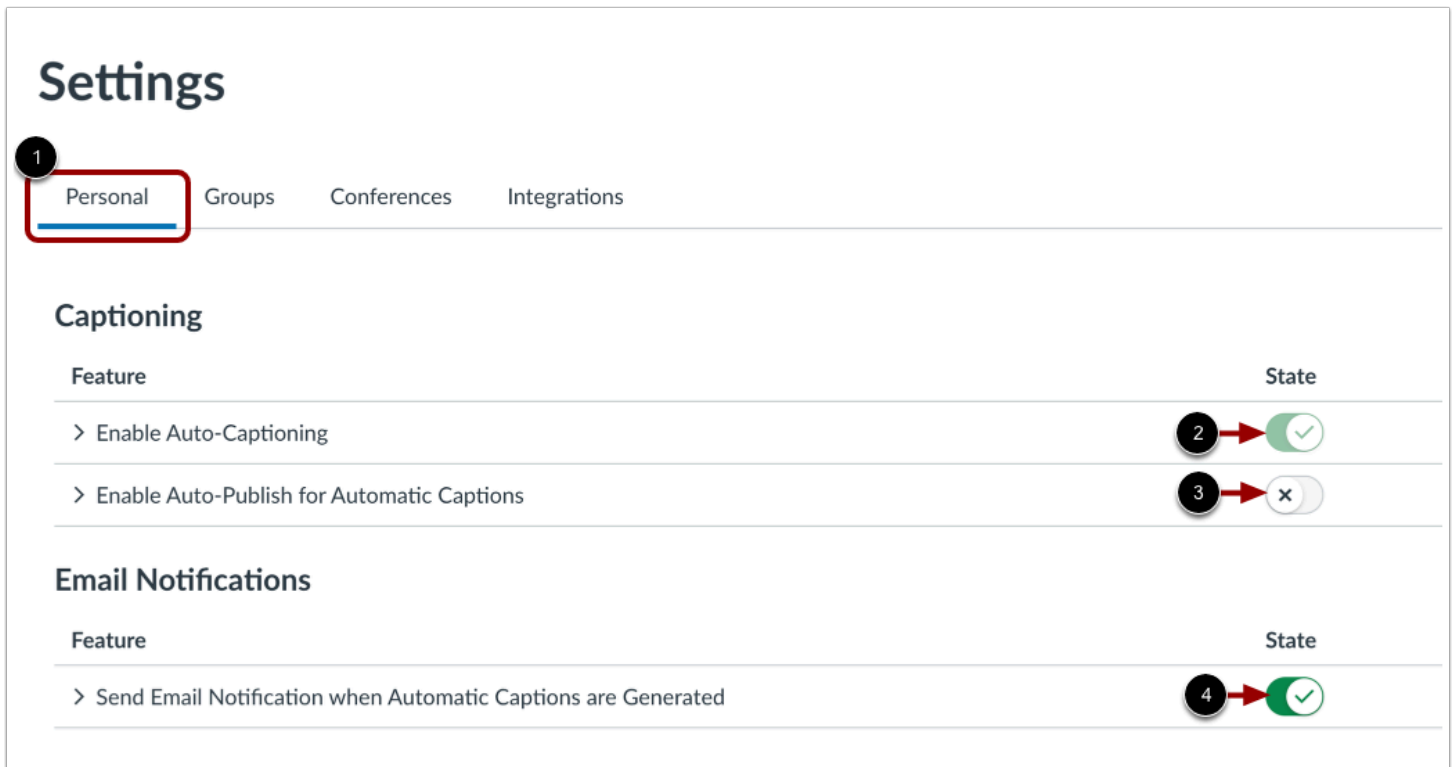 Settings
1
Personal Groups Conferences Integrations
Captioning
Feature State
Enable Auto-Captioning 2
Enable Auto-Publish for Automatic Captions 3
Email Notifications
Feature State
Send Email Notification when Automatic Captions are Generated 4